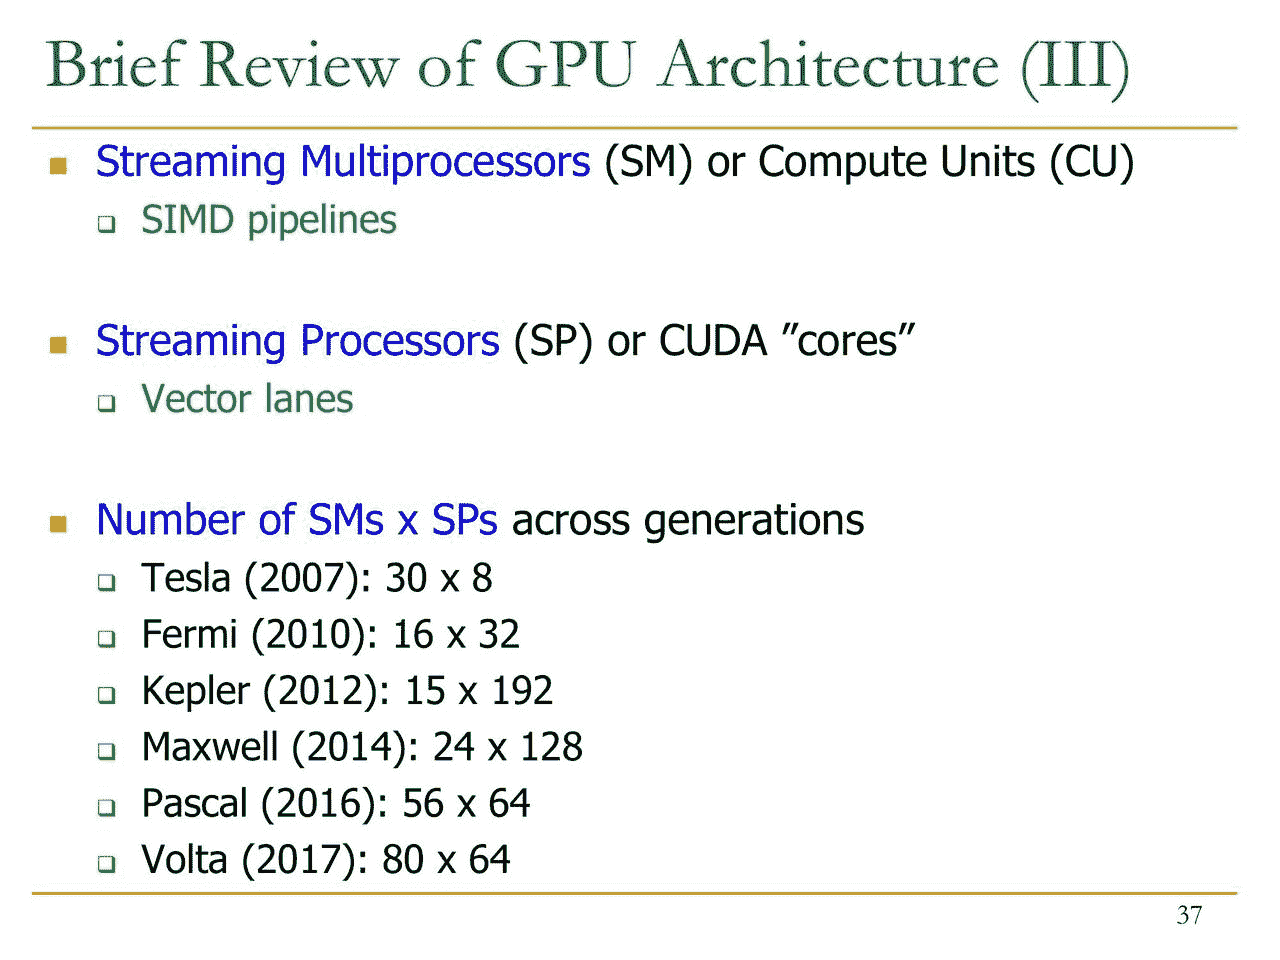 Brief Review of GPU Architecture (III)
Streaming Multiprocessors (SM) or Compute Units (CU)
SIMD pipelines
Streaming Processors (SP) or CUDA ”cores”
Vector lanes
Number of SMs x SPs across generations
Tesla (2007): 30 x 8
Fermi (2010): 16 x 32
Kepler (2012): 15 x 192
Maxwell (2014): 24 x 128
Pascal (2016): 56 x 64
Volta (2017): 80 x 64
37